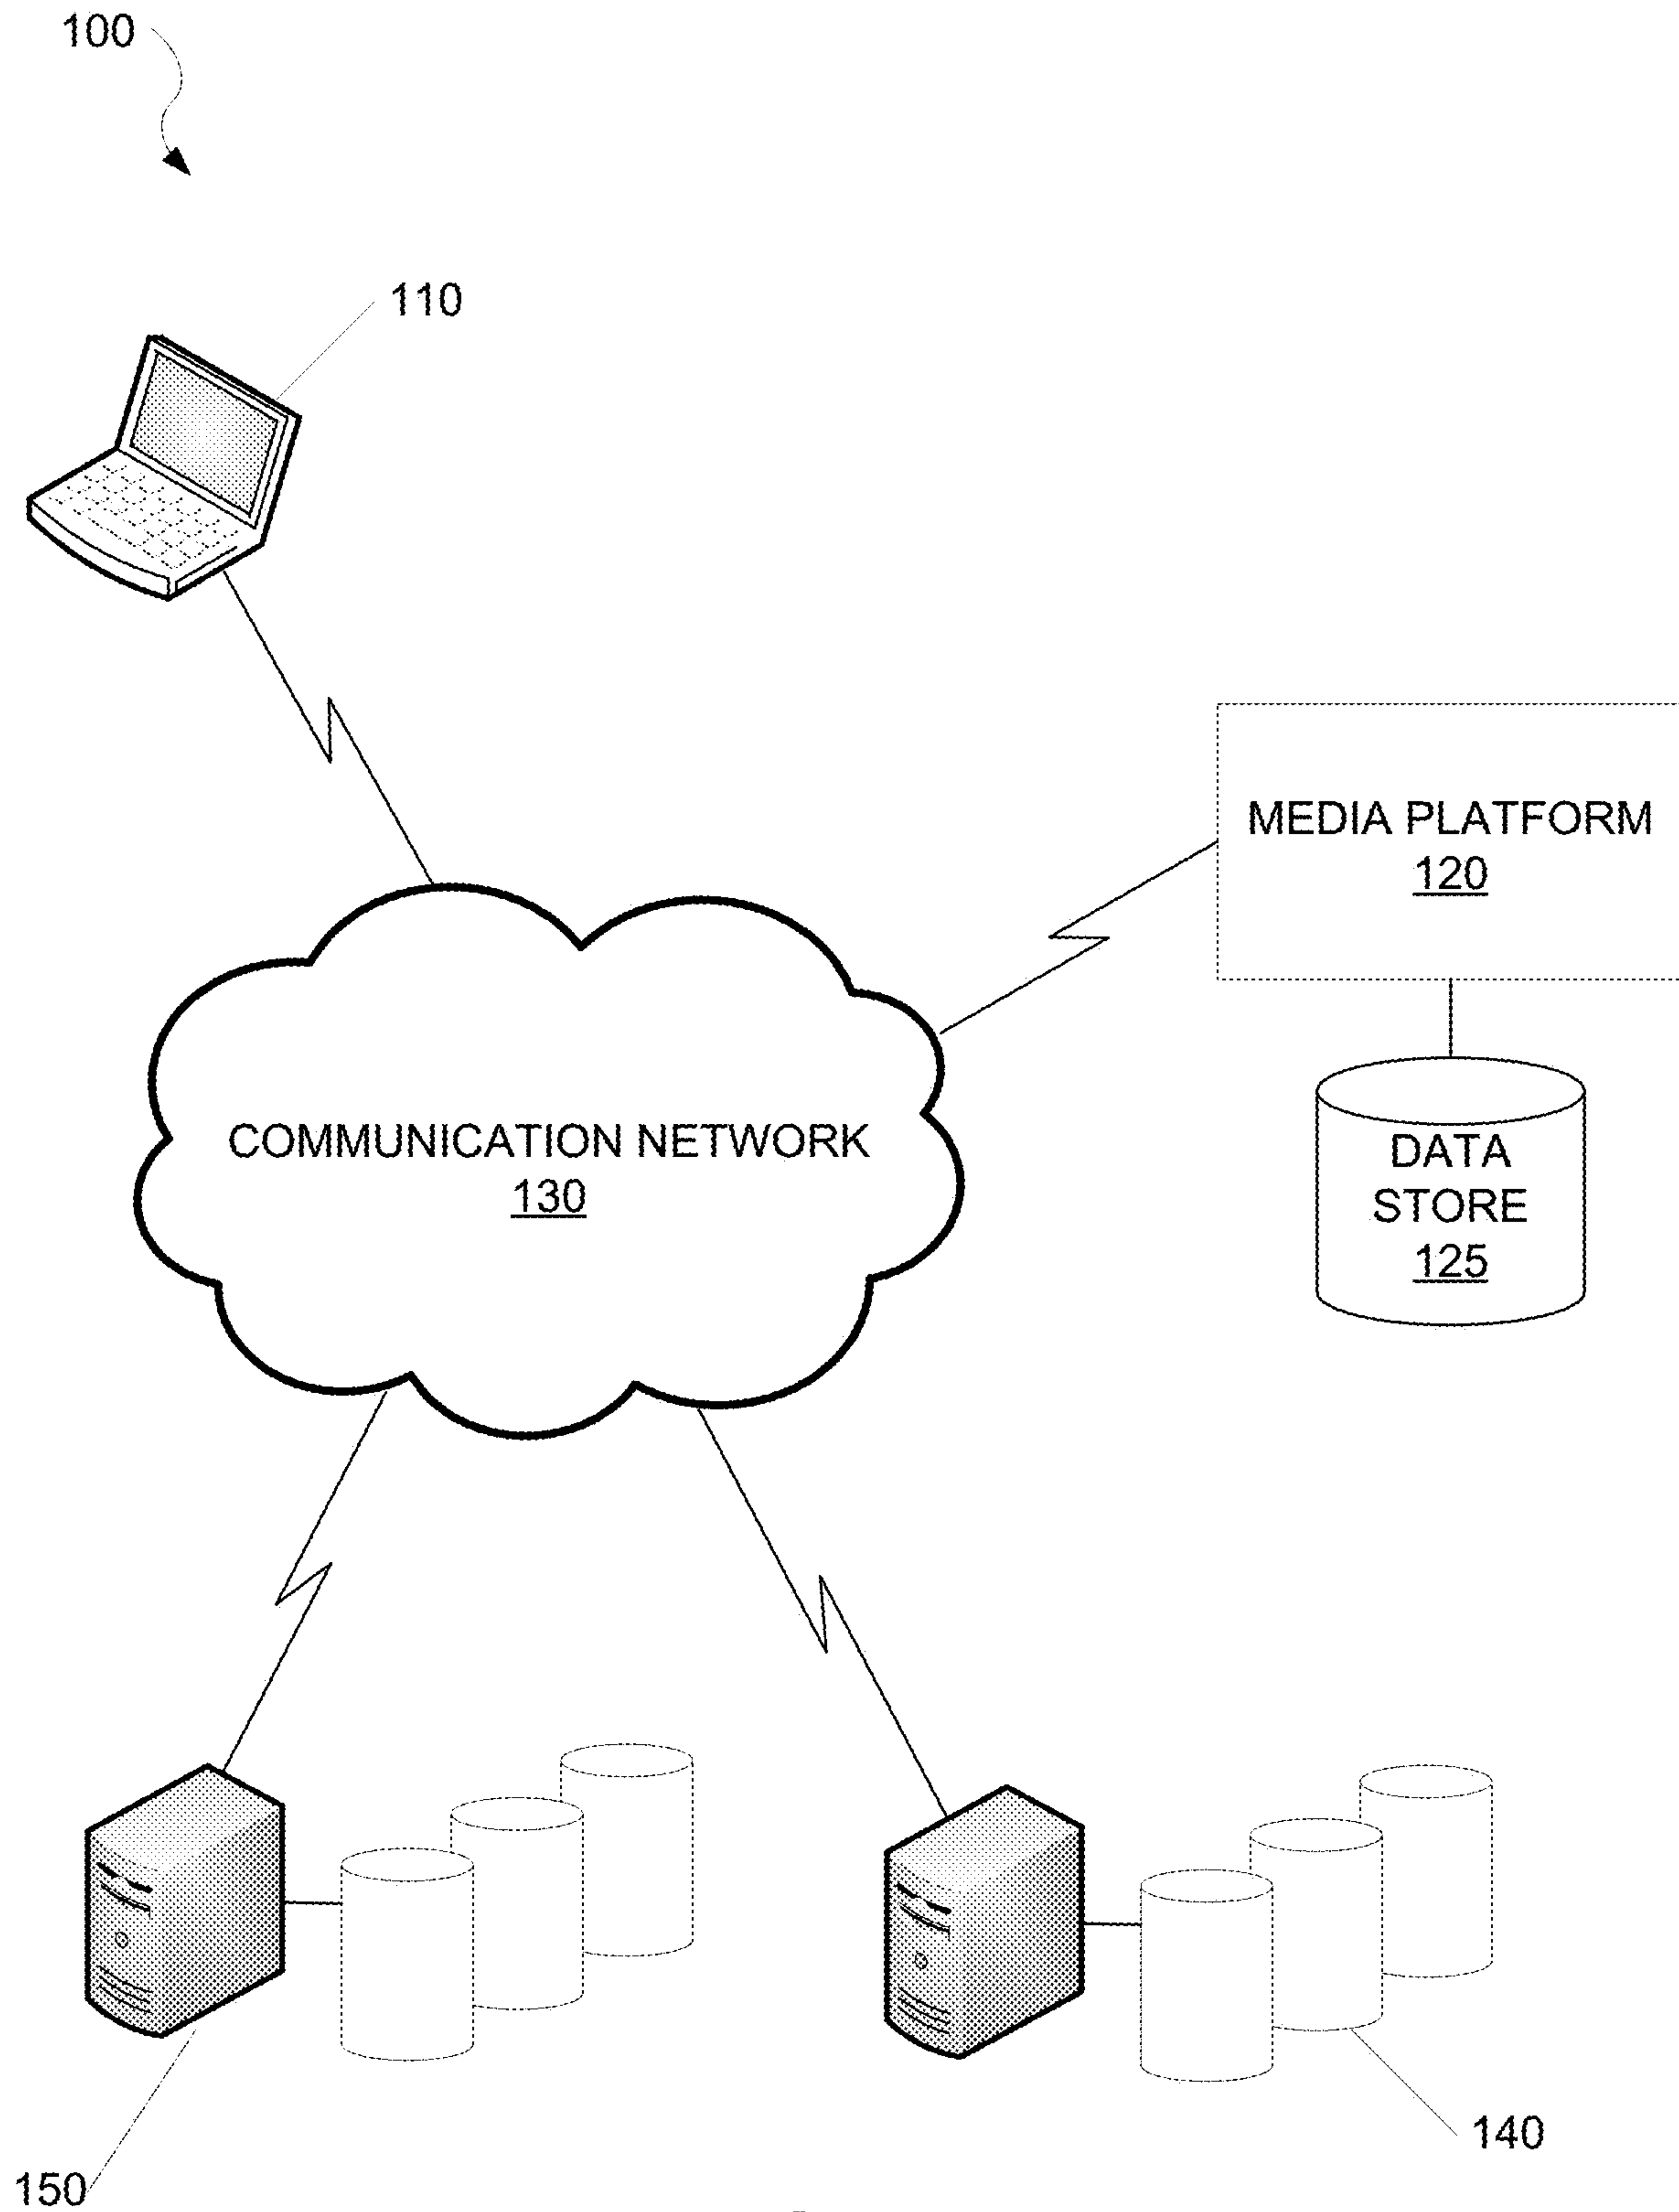 100
110
MEDIA PLATFORM
120
COMMUNICATION NETWORK
130
DATA
STORE
125
140
150